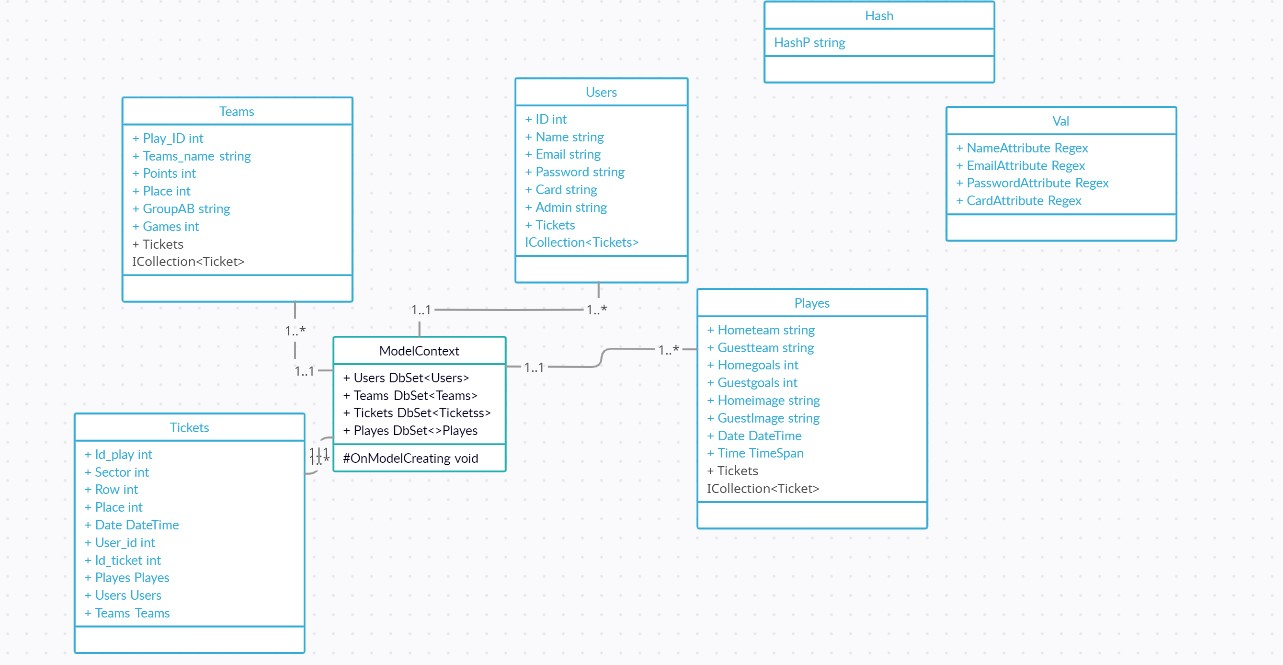 Hash
HashP string
Users
+ ID int
+ Name string
+ Email string
+ Password string
+ Card string
+ Admin string
+ Tickets
ICollection<Tickets>
Teams
+ Play_ID int
+ Teams_name string
+ Points int
+ Place int
+ GroupAB string
+ Games int
+ Tickets
ICollection<Ticket>
Val
+ NameAttribute Regex
+ EmailAttribute Regex
+ PasswordAttribute Regex
+ CardAttribute Regex
1..1
1..*
1..*
1..1
ModelContext
+ Users DbSet<Users>
+ Teams DbSet<Teams>
+ Tickets DbSet<Ticketss>
+ Playes DbSet<>Playes
#OnModelCreating void
1..1
1..*
Playes
+ Hometeam string
+ Guestteam string
+ Homegoals int
+ Guestgoals int
+ Homeimage string
+ GuestImage string
+ Date DateTime
+ Time TimeSpan
+ Tickets
ICollection<Ticket>
Tickets
+ Id_play int
+ Sector int
+ Row int
+ Place int
+ Date DateTime
+ User_id int
+ Id_ticket int
+ Playes Playes
+ Users Users
+ Teams Teams
1..1
1..*